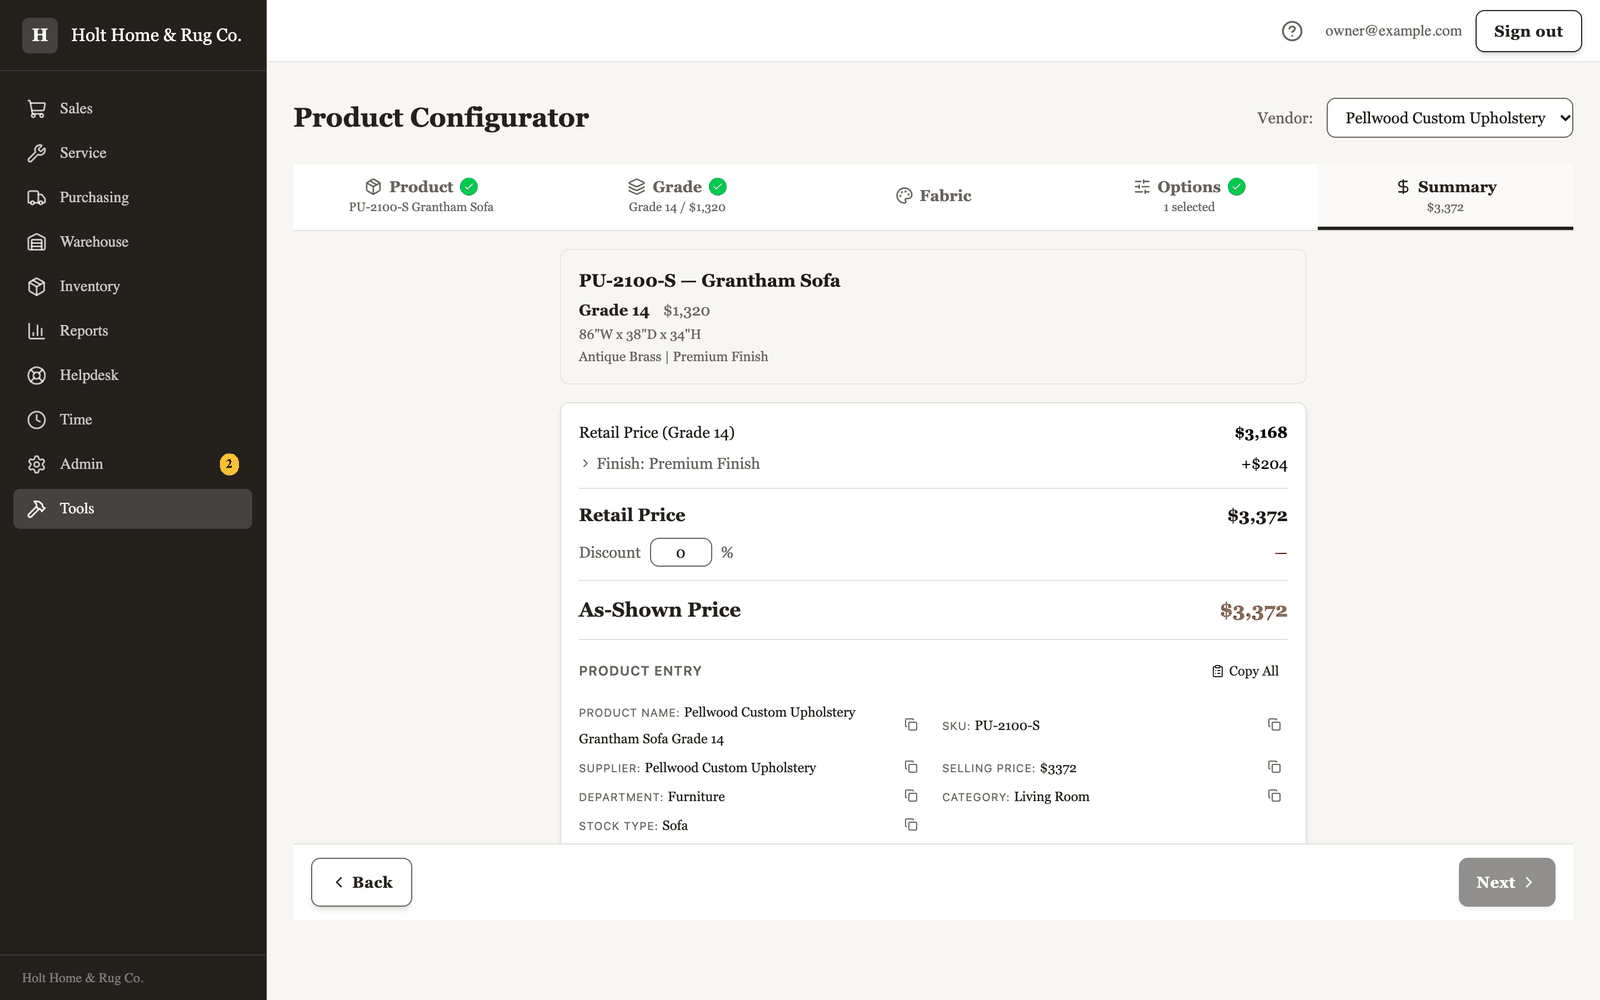 H Holt Home & Rug Co.
owner@example.com
Sign out
Sales
Service
Purchasing
Warehouse
Inventory
Reports
Helpdesk
Time
Admin 2
Tools
Holt Home & Rug Co.
Product Configurator
Vendor: Pellwood Custom Upholstery
Product
PU-2100-S Grantham Sofa
Grade
Grade 14 / $1,320
Fabric
Options
1 selected
Summary
$3,372
PU-2100-S — Grantham Sofa
Grade 14 $1,320
86"W x 38"D x 34"H
Antique Brass | Premium Finish
Retail Price (Grade 14) $3,168
Finish: Premium Finish +$204
Retail Price $3,372
Discount 0 % —
As-Shown Price $3,372
PRODUCT ENTRY Copy All
PRODUCT NAME: Pellwood Custom Upholstery
Grantham Sofa Grade 14
SKU: PU-2100-S
SUPPLIER: Pellwood Custom Upholstery
SELLING PRICE: $3372
DEPARTMENT: Furniture
CATEGORY: Living Room
STOCK TYPE: Sofa
Back
Next